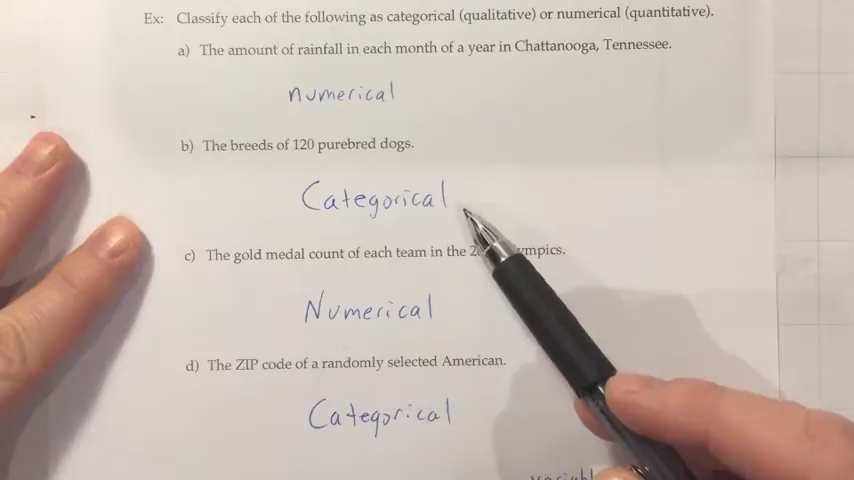 Ex: Classify each of the following as categorical (qualitative) or numerical (quantitative).
a) The amount of rainfall in each month of a year in Chattanooga, Tennessee.
numerical
b) The breeds of 120 purebred dogs.
Categorical
c) The gold medal count of each team in the
Numerical
d) The ZIP code of a randomly selected American.
Categorical